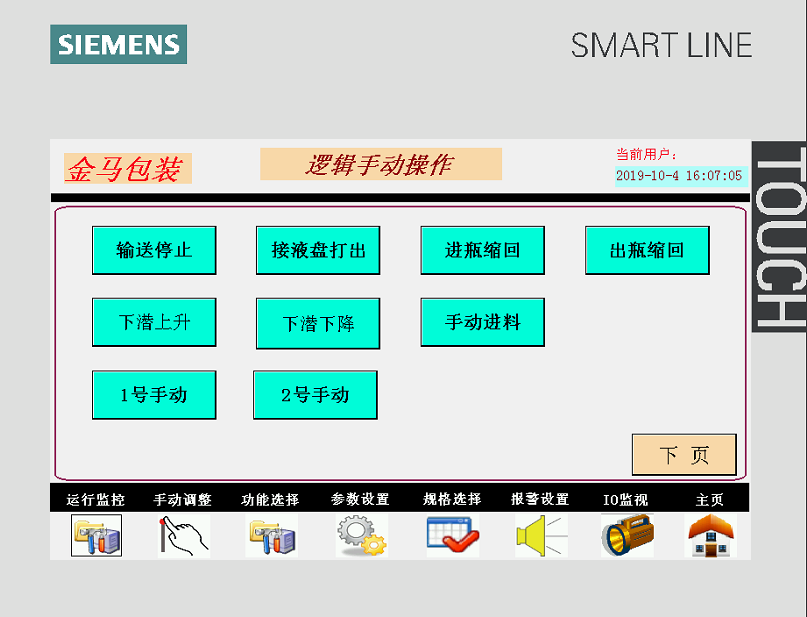 SIEMENS
SMART LINE
金马包装
逻辑手动操作
当前用户：
2019-10-4 16:07:05
TOUCH
输送停止 接液盘打出 进瓶缩回 出瓶缩回
下潜上升 下潜下降 手动进料
1号手动 2号手动
下 页
运行监控 手动调整 功能选择 参数设置 规格选择 报警设置 IO监视 主页